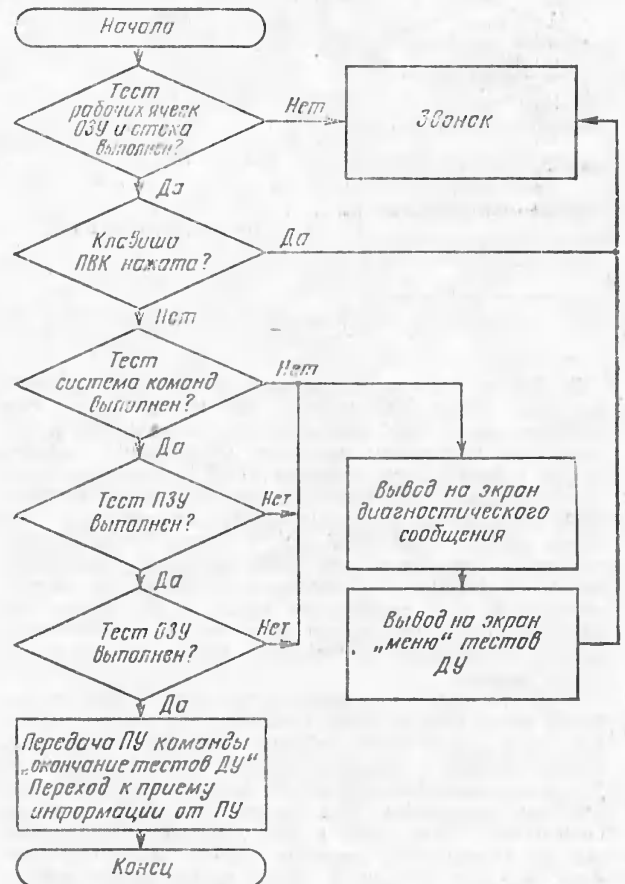 Начало
Тест
рабочих ячеек
ОЗУ и стека
выполнен?
Нет
Звонок
Да
Клавиша
ПВК нажата?
Да
Нет
Тест
система команд
выполнен?
Нет
Да
Тест ПЗУ
выполнен?
Нет
Вывод на экран
диагностического
сообщения
Да
Тест ОЗУ
выполнен?
Нет
Вывод на экран
„меню“ тестов
ДУ
Да
Передача ПУ команды
„окончание тестов ДУ“
Переход к приему
информации от ПУ
Конец